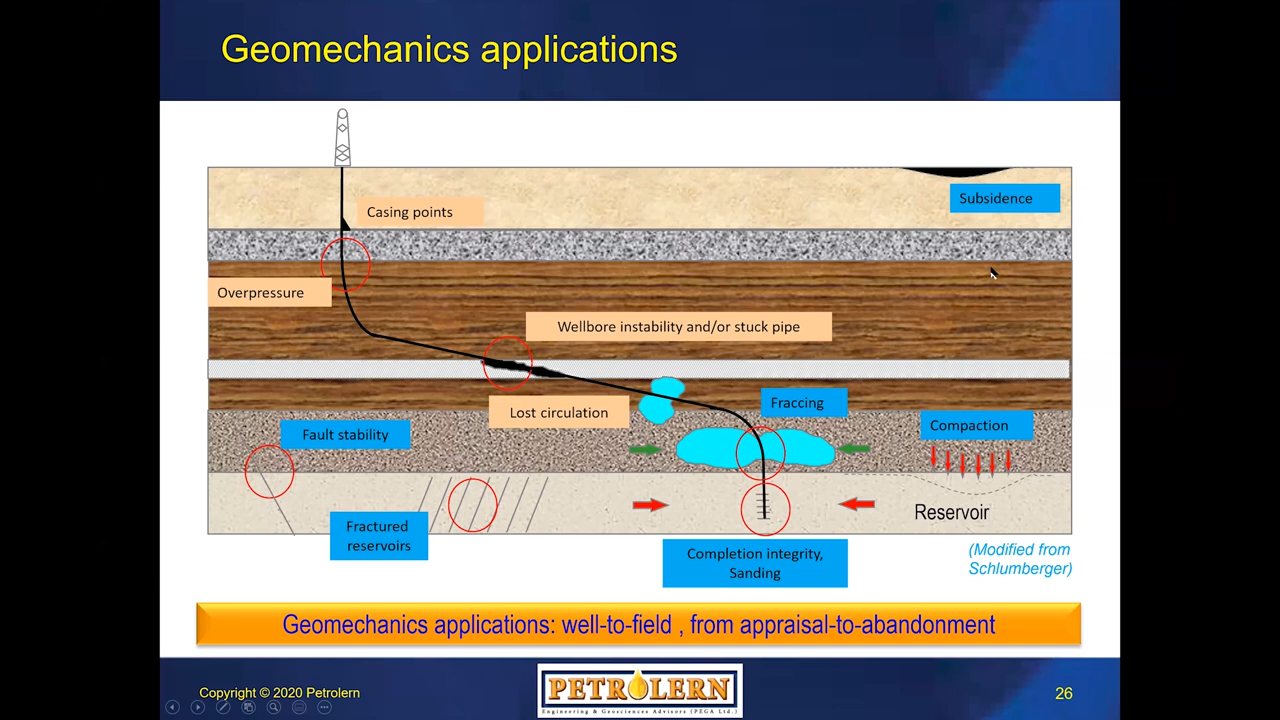 Geomechanics applications
Subsidence
Casing points
Overpressure
Wellbore instability and/or stuck pipe
Lost circulation
Fraccing
Compaction
Fault stability
Reservoir
Fractured
reservoirs
Completion integrity,
Sanding
(Modified from
Schlumberger)
Geomechanics applications: well-to-field , from appraisal-to-abandonment
Copyright © 2020 Petrolern
PETROLERN
Engineering & Geosciences Advisors (PEGA Ltd.)
26